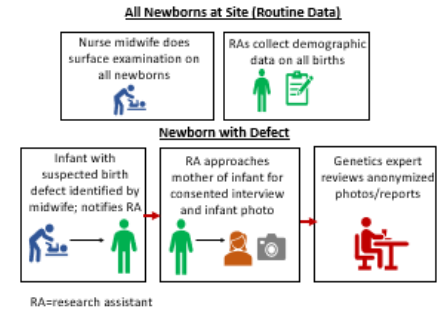 All Newborns at Site (Routine Data)
Nurse midwife does
surface examination on
all newborns
RAs collect demographic
data on all births
Newborn with Defect
Infant with
suspected birth
defect identified by
midwife; notifies RA
RA approaches
mother of infant for
consented interview
and infant photo
Genetics expert
reviews anonymized
photos/reports
RA=research assistant